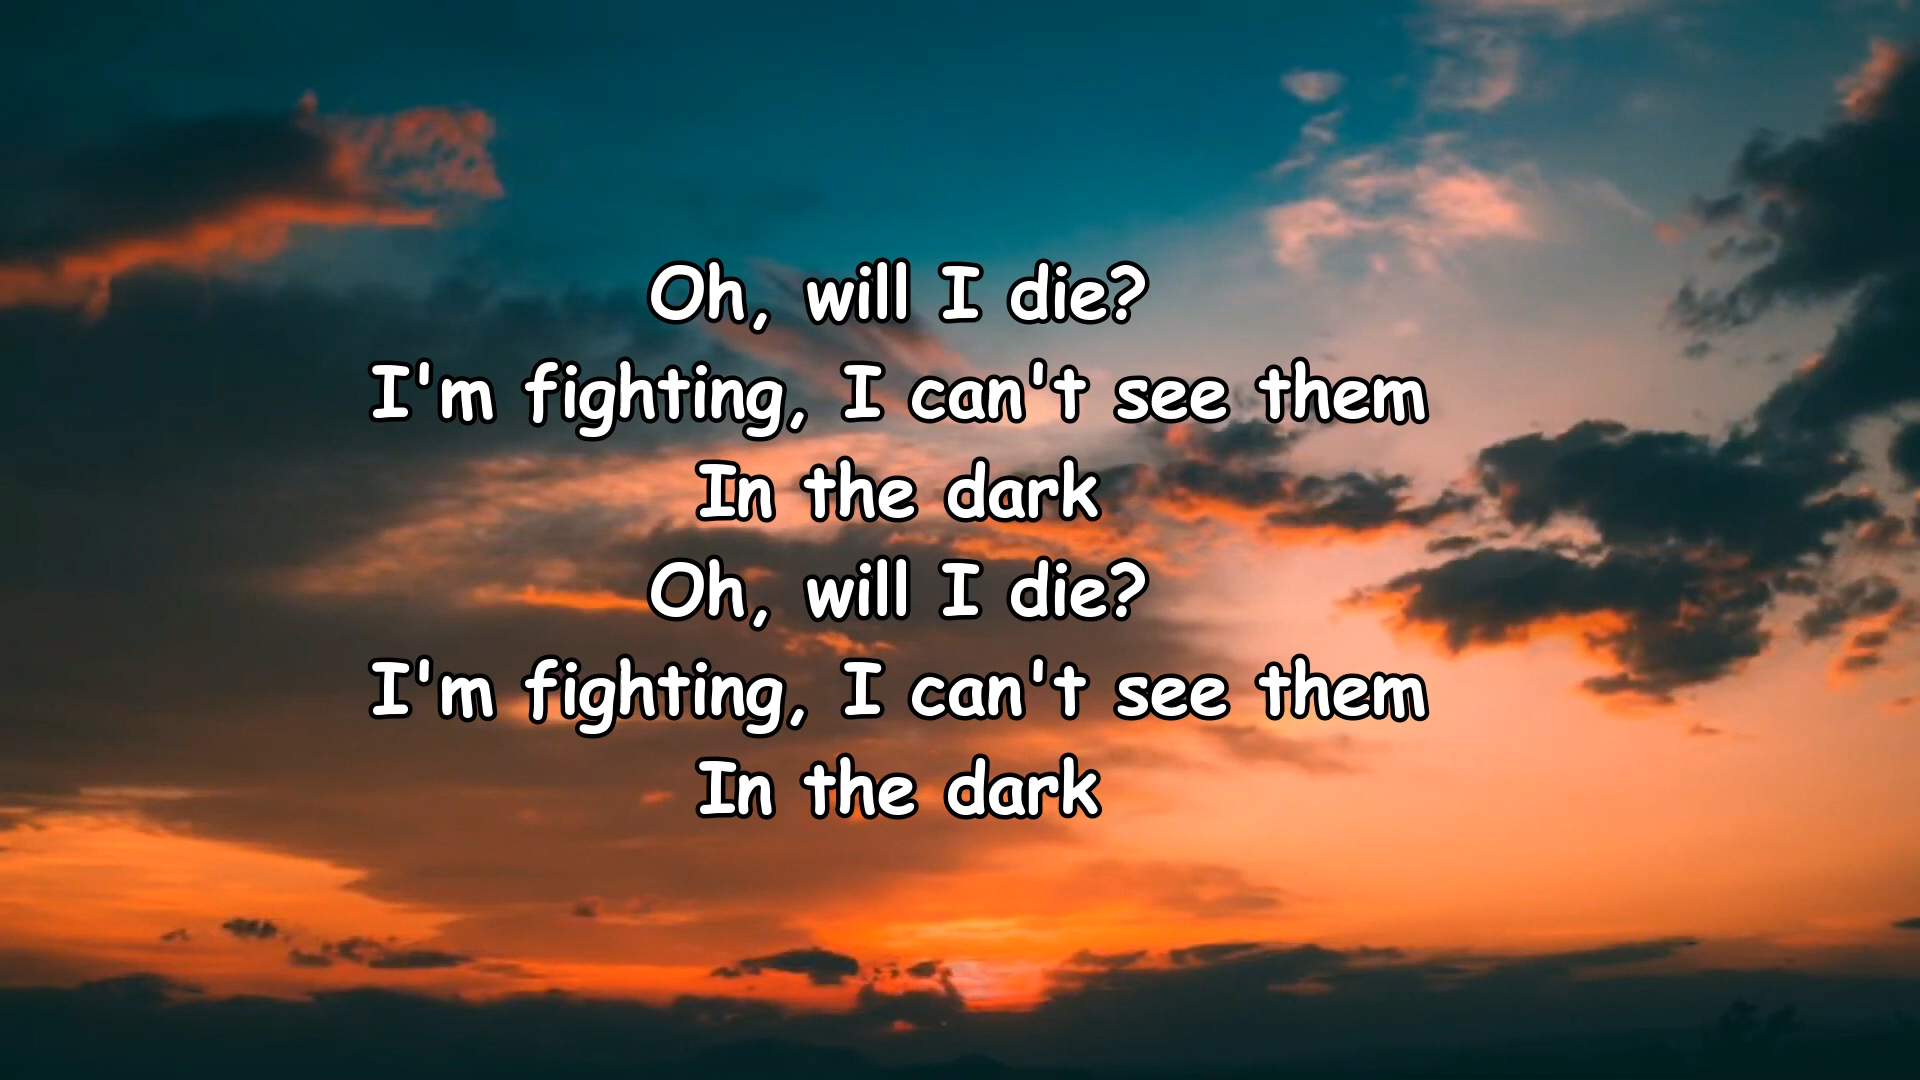 Oh, will I die?
I'm fighting, I can't see them
In the dark
Oh, will I die?
I'm fighting, I can't see them
In the dark